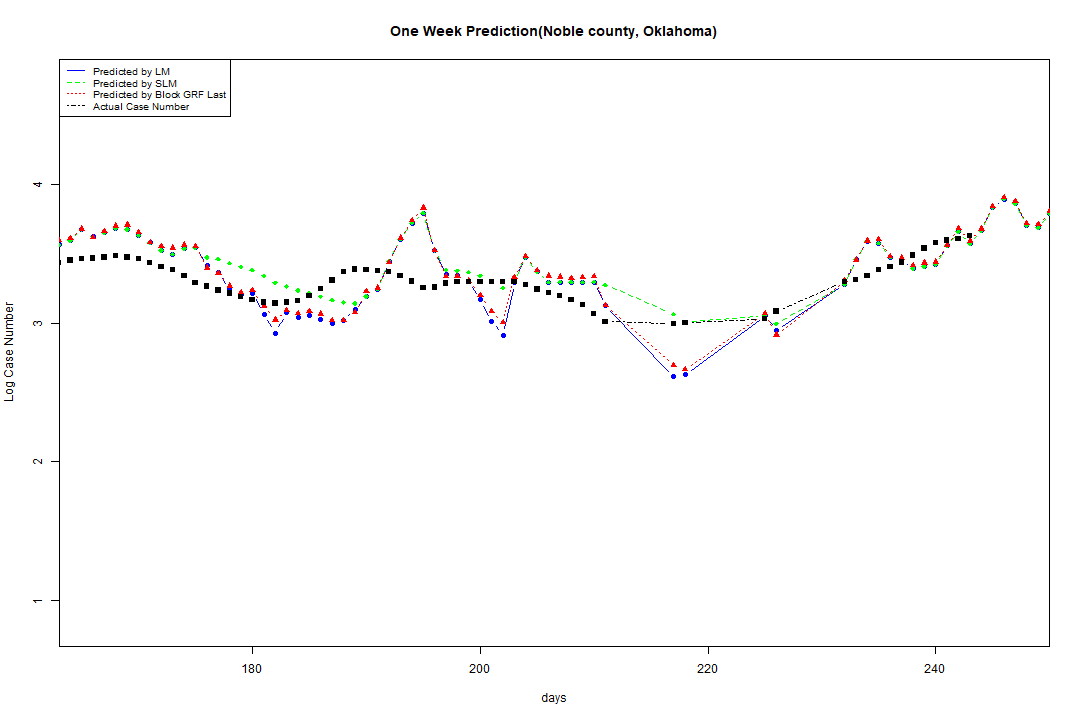 One Week Prediction(Noble county, Oklahoma)
Predicted by LM
Predicted by SLM
Predicted by Block GRF Last
Actual Case Number
4
3
2
1
Log Case Number
180
200
220
240
days